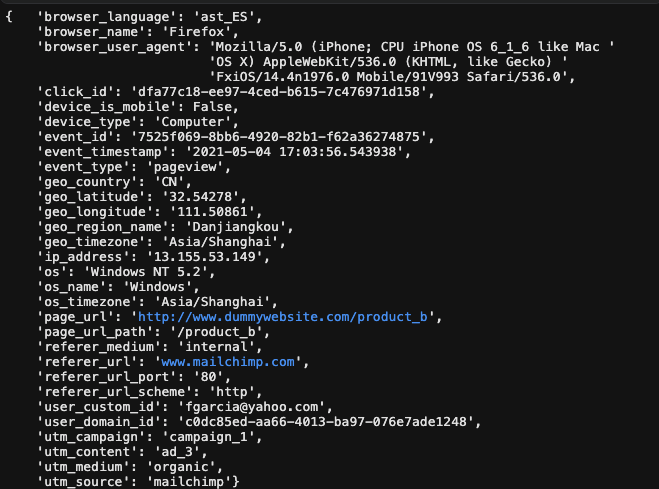 {   'browser_language': 'ast_ES',
    'browser_name': 'Firefox',
    'browser_user_agent': 'Mozilla/5.0 (iPhone; CPU iPhone OS 6_1_6 like Mac '
                          'OS X) AppleWebKit/536.0 (KHTML, like Gecko) '
                          'FxiOS/14.4n1976.0 Mobile/91V993 Safari/536.0',
    'click_id': 'dfa77c18-ee97-4ced-b615-7c476971d158',
    'device_is_mobile': False,
    'device_type': 'Computer',
    'event_id': '7525f069-8bb6-4920-82b1-f62a36274875',
    'event_timestamp': '2021-05-04 17:03:56.543938',
    'event_type': 'pageview',
    'geo_country': 'CN',
    'geo_latitude': '32.54278',
    'geo_longitude': '111.50861',
    'geo_region_name': 'Danjiangkou',
    'geo_timezone': 'Asia/Shanghai',
    'ip_address': '13.155.53.149',
    'os': 'Windows NT 5.2',
    'os_name': 'Windows',
    'os_timezone': 'Asia/Shanghai',
    'page_url': 'http://www.dummywebsite.com/product_b',
    'page_url_path': '/product_b',
    'referer_medium': 'internal',
    'referer_url': 'www.mailchimp.com',
    'referer_url_port': '80',
    'referer_url_scheme': 'http',
    'user_custom_id': 'fgarcia@yahoo.com',
    'user_domain_id': 'c0dc85ed-aa66-4013-ba97-076e7ade1248',
    'utm_campaign': 'campaign_1',
    'utm_content': 'ad_3',
    'utm_medium': 'organic',
    'utm_source': 'mailchimp'}